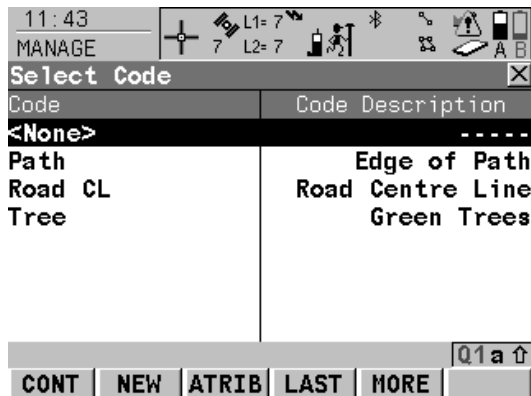 11:43
MANAGE
7
L1= 7
L2= 7
A B
Select Code
Code Code Description
<None> -----
Path Edge of Path
Road CL Road Centre Line
Tree Green Trees
Q1 a
CONT NEW ATRIB LAST MORE